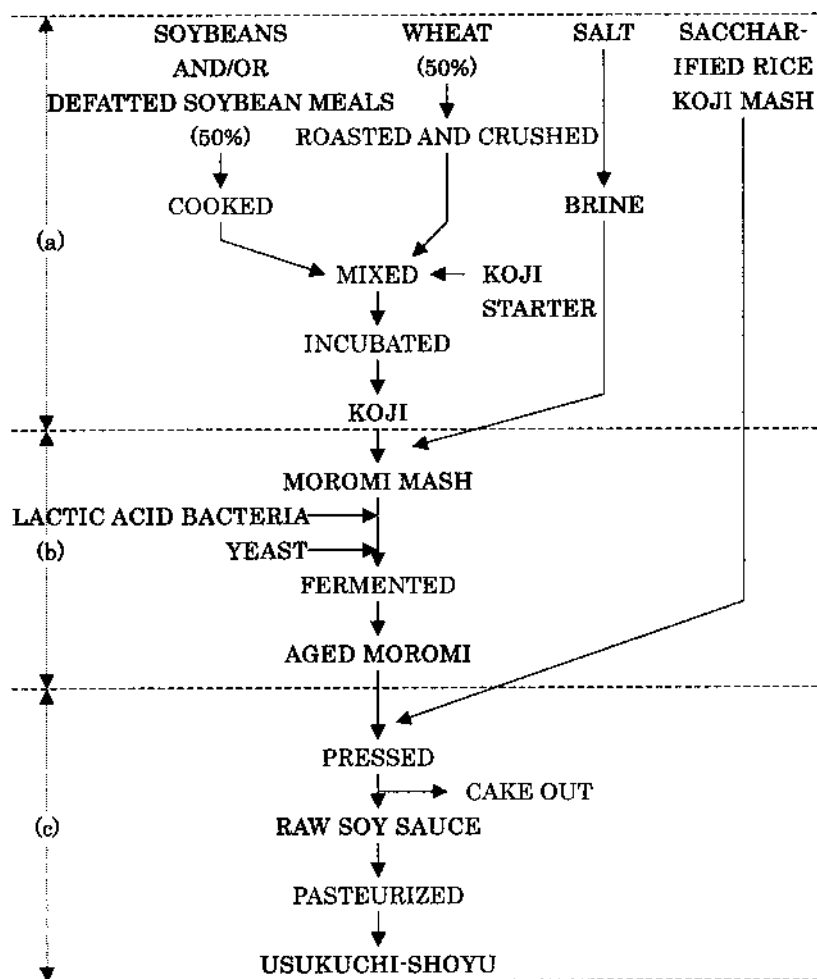 SOYBEANS
AND/OR
DEFATTED SOYBEAN MEALS
(50%)
WHEAT
(50%)
SALT
SACCHAR-
IFIED RICE
KOJI MASH
ROASTED AND CRUSHED
COOKED
BRINE
(a)
MIXED
KOJI
STARTER
INCUBATED
KOJI
MOROMI MASH
LACTIC ACID BACTERIA
YEAST
(b)
FERMENTED
AGED MOROMI
PRESSED
CAKE OUT
(c)
RAW SOY SAUCE
PASTEURIZED
USUKUCHI-SHOYU